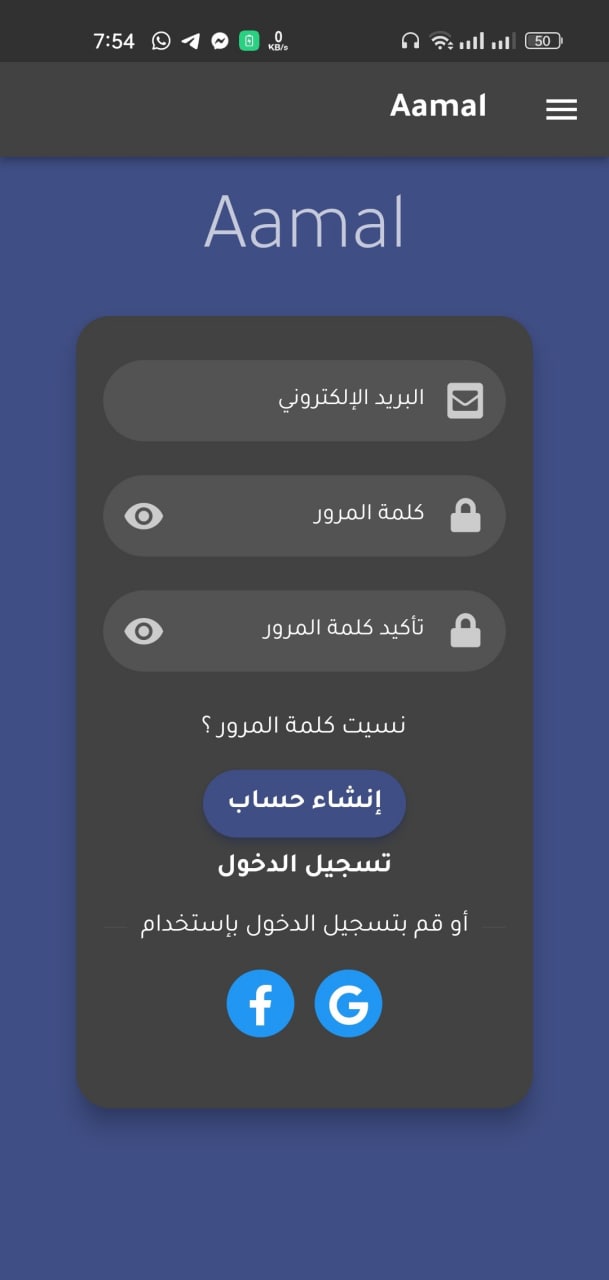 7:54 0 KB/s 50
Aamal
Aamal
البريد الإلكتروني
كلمة المرور
تأكيد كلمة المرور
نسيت كلمة المرور ؟
إنشاء حساب
تسجيل الدخول
أو قم بتسجيل الدخول بإستخدام
G f